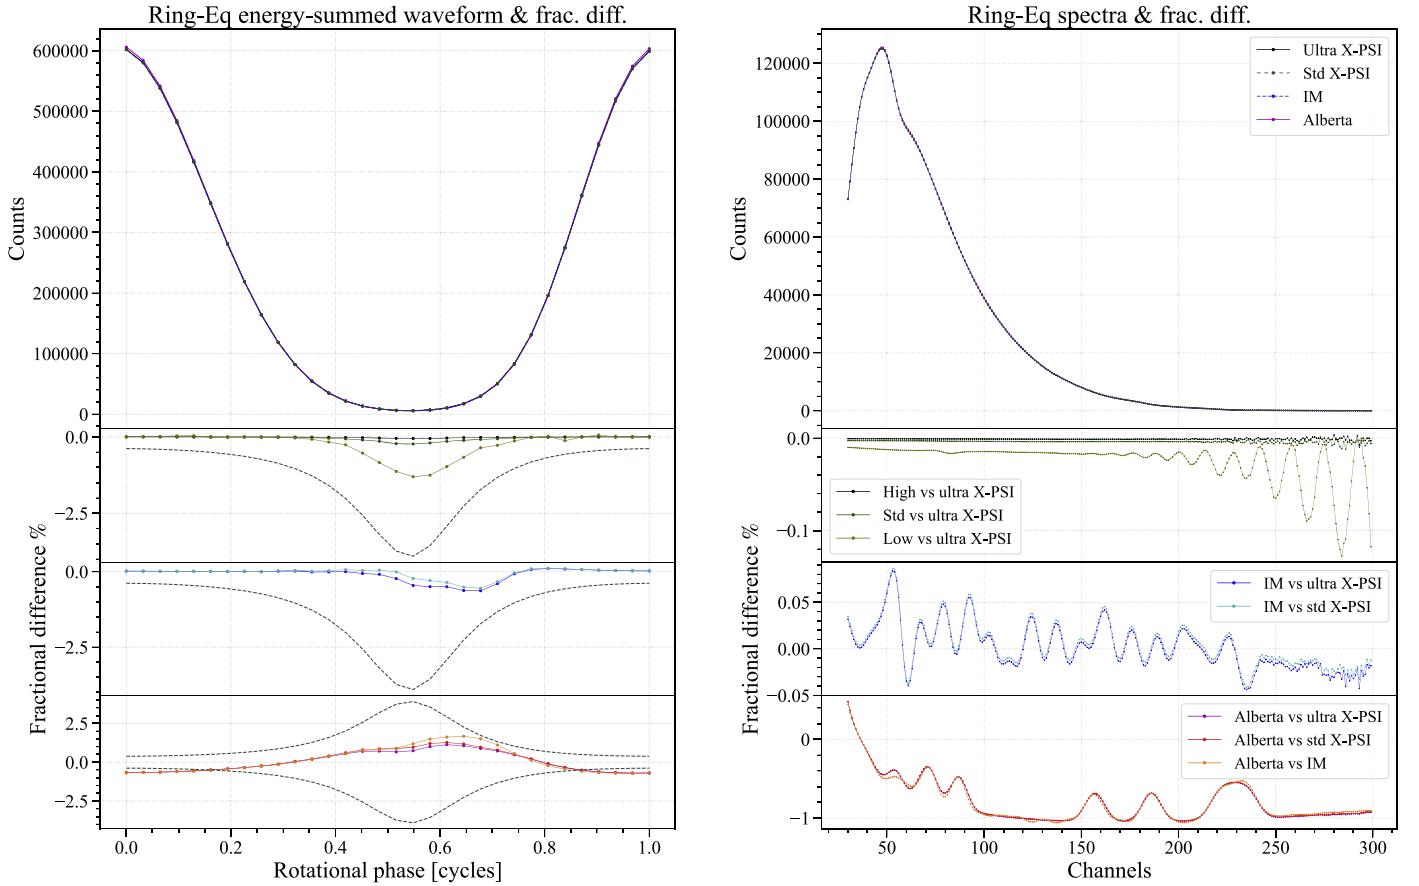 Ring-Eq energy-summed waveform & frac. diff.
600000
500000
400000
300000
200000
100000
0
Counts
0.0
−2.5
0.0
−2.5
2.5
0.0
−2.5
Fractional difference %
0.0
0.2
0.4
0.6
0.8
1.0
Rotational phase [cycles]
Ring-Eq spectra & frac. diff.
120000
100000
80000
60000
40000
20000
0
Counts
Ultra X-PSI
Std X-PSI
IM
Alberta
0.0
−0.1
High vs ultra X-PSI
Std vs ultra X-PSI
Low vs ultra X-PSI
0.05
0.00
−0.05
IM vs ultra X-PSI
IM vs std X-PSI
0
−1
Alberta vs ultra X-PSI
Alberta vs std X-PSI
Alberta vs IM
Fractional difference %
50
100
150
200
250
300
Channels